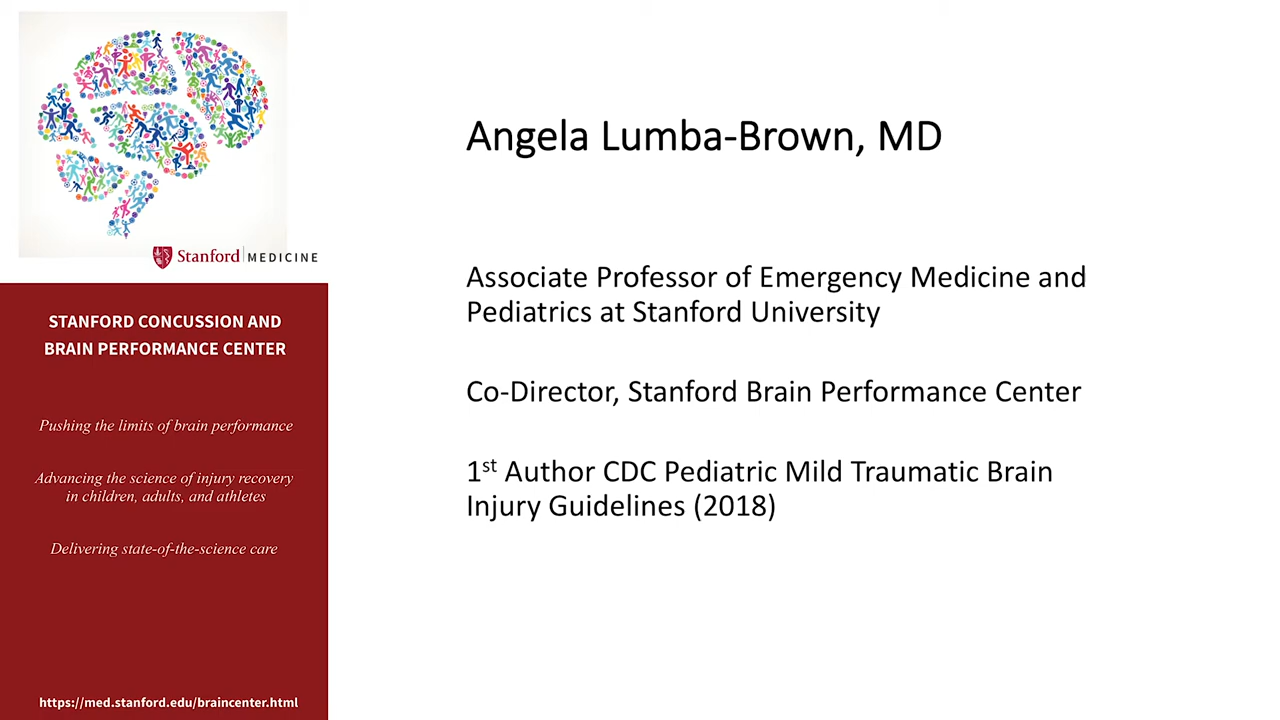 Stanford MEDICINE
STANFORD CONCUSSION AND
BRAIN PERFORMANCE CENTER
Pushing the limits of brain performance
Advancing the science of injury recovery
in children, adults, and athletes
Delivering state-of-the-science care
https://med.stanford.edu/braincenter.html
Angela Lumba-Brown, MD
Associate Professor of Emergency Medicine and
Pediatrics at Stanford University
Co-Director, Stanford Brain Performance Center
1st Author CDC Pediatric Mild Traumatic Brain
Injury Guidelines (2018)